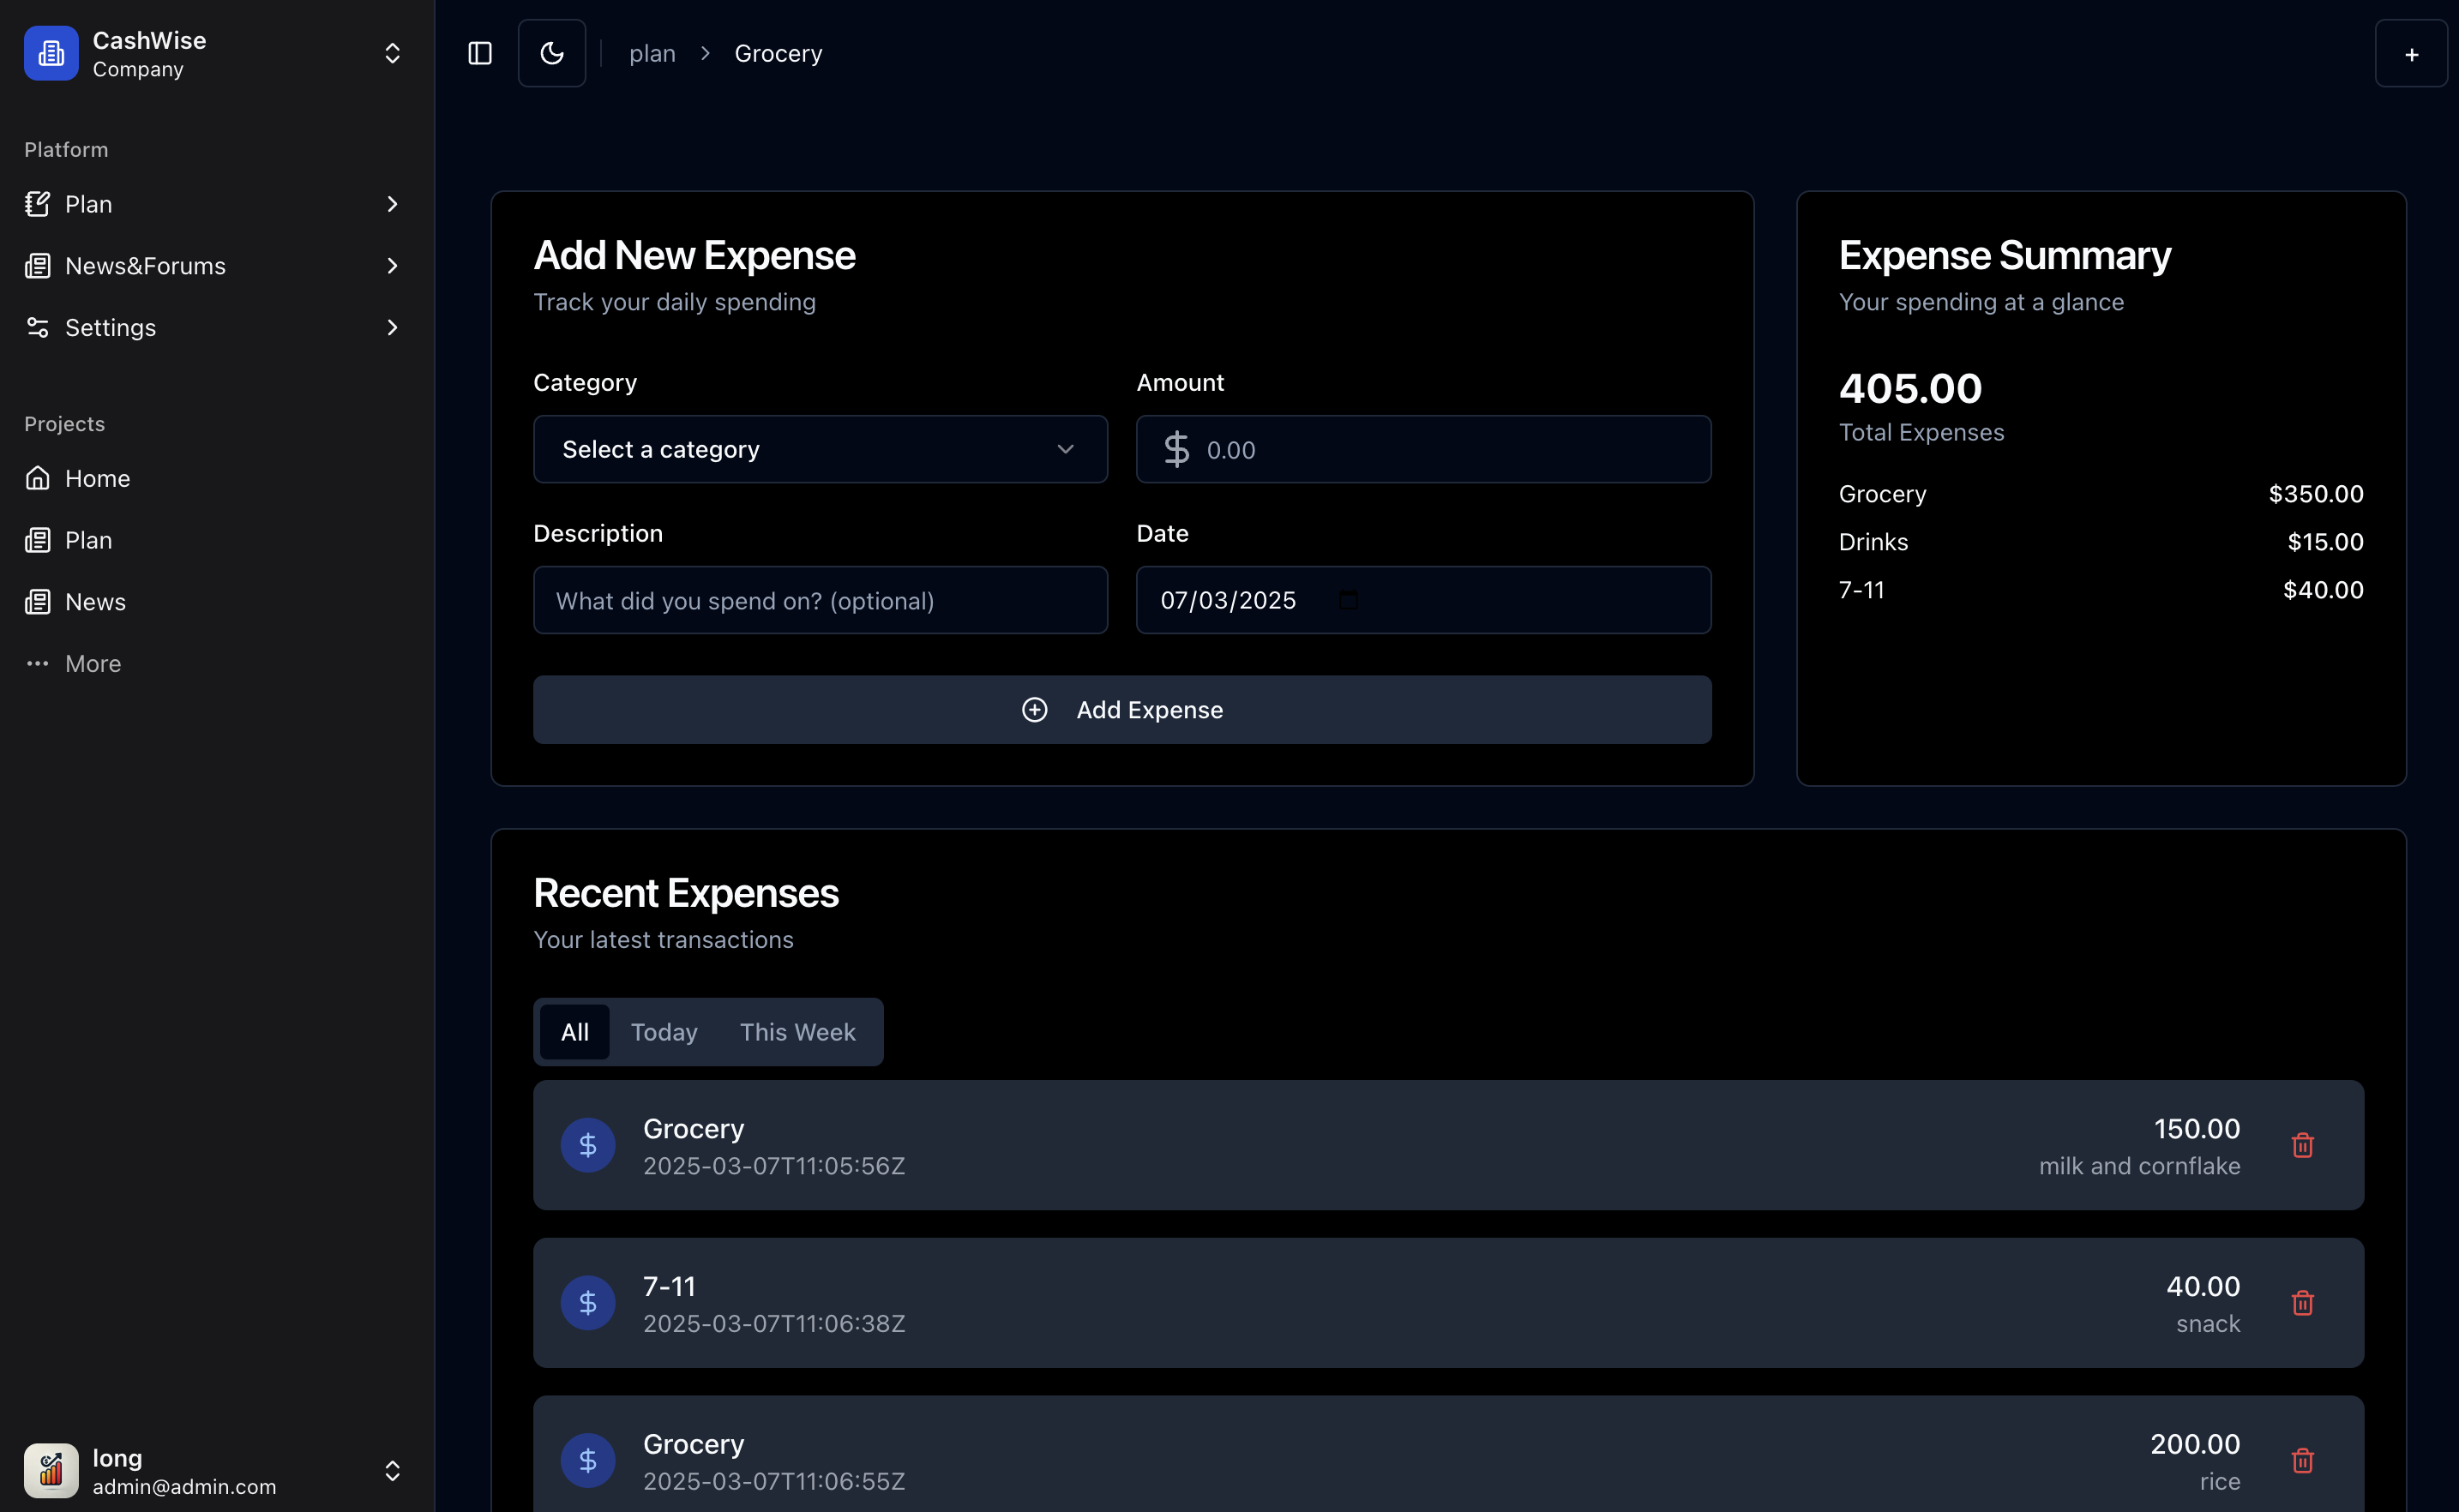 CashWise
Company
Platform
Plan
News&Forums
Settings
Projects
Home
Plan
News
More
long
admin@admin.com
plan > Grocery
+
Add New Expense
Track your daily spending
Category
Select a category
Amount
$ 0.00
Description
What did you spend on? (optional)
Date
07/03/2025
Add Expense
Expense Summary
Your spending at a glance
405.00
Total Expenses
Grocery $350.00
Drinks $15.00
7-11 $40.00
Recent Expenses
Your latest transactions
All Today This Week
$
Grocery 150.00
2025-03-07T11:05:56Z milk and cornflake
$
7-11 40.00
2025-03-07T11:06:38Z snack
$
Grocery 200.00
2025-03-07T11:06:55Z rice